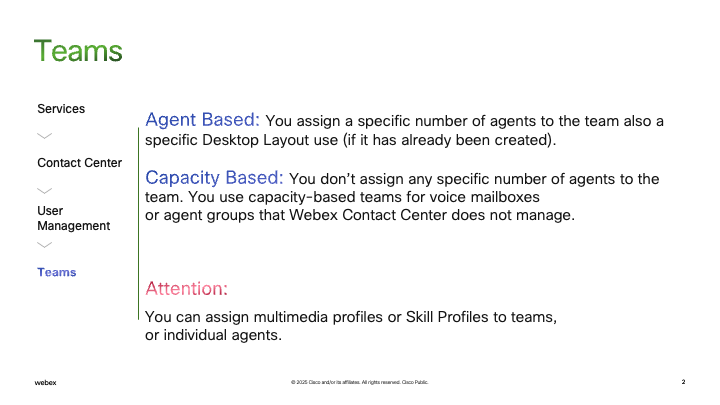 Teams
Services
Contact Center
User
Management
Teams
Agent Based: You assign a specific number of agents to the team also a
specific Desktop Layout use (if it has already been created).
Capacity Based: You don’t assign any specific number of agents to the
team. You use capacity-based teams for voice mailboxes
or agent groups that Webex Contact Center does not manage.
Attention:
You can assign multimedia profiles or Skill Profiles to teams,
or individual agents.
webex
© 2025 Cisco and/or its affiliates. All rights reserved. Cisco Public.
2